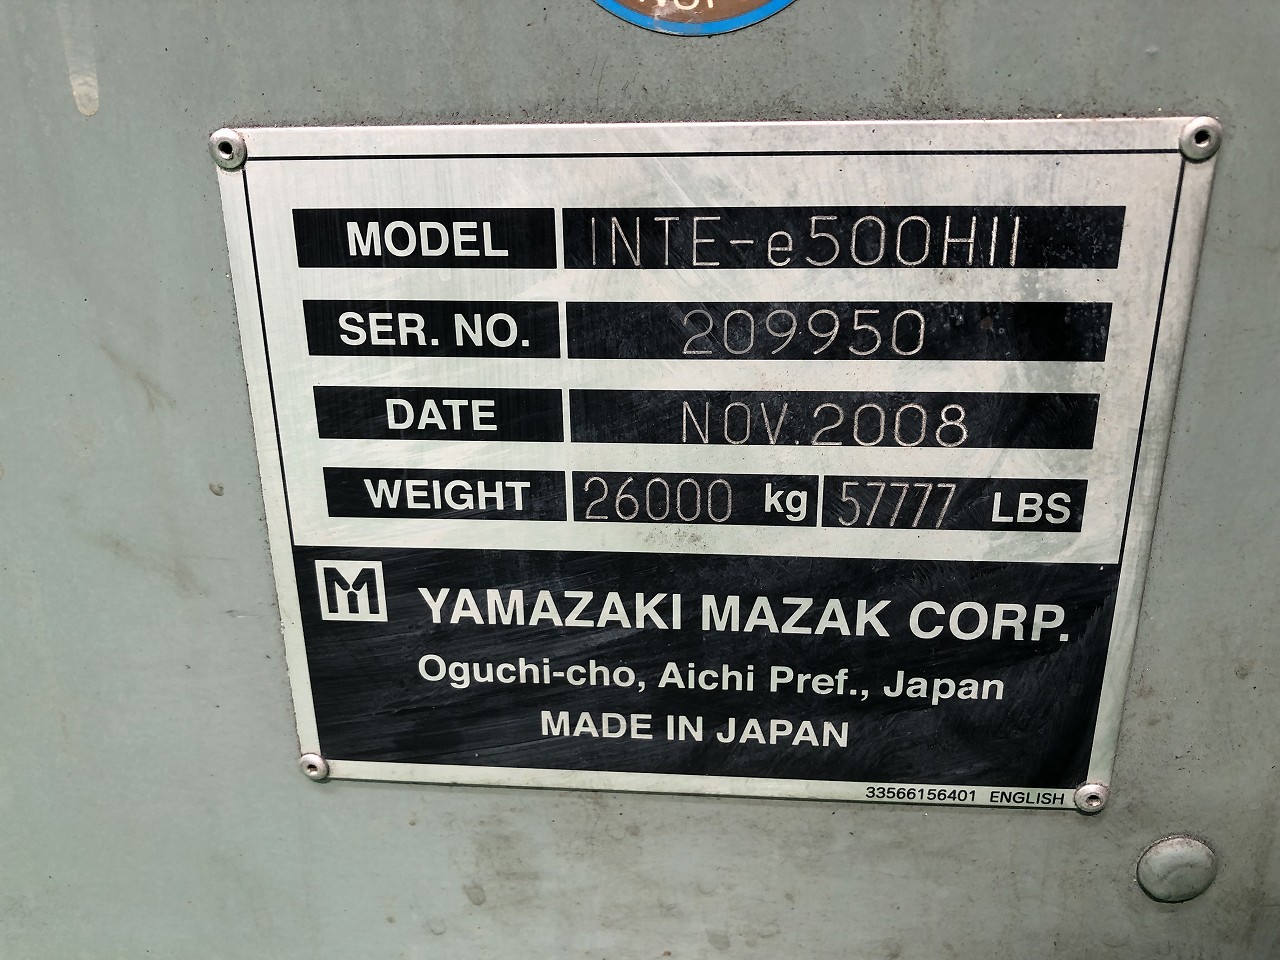 MODEL INTE-e500HII
SER. NO. 209950
DATE NOV.2008
WEIGHT 26000 kg 57777 LBS
YAMAZAKI MAZAK CORP.
Oguchi-cho, Aichi Pref., Japan
MADE IN JAPAN
33566156401 ENGLISH